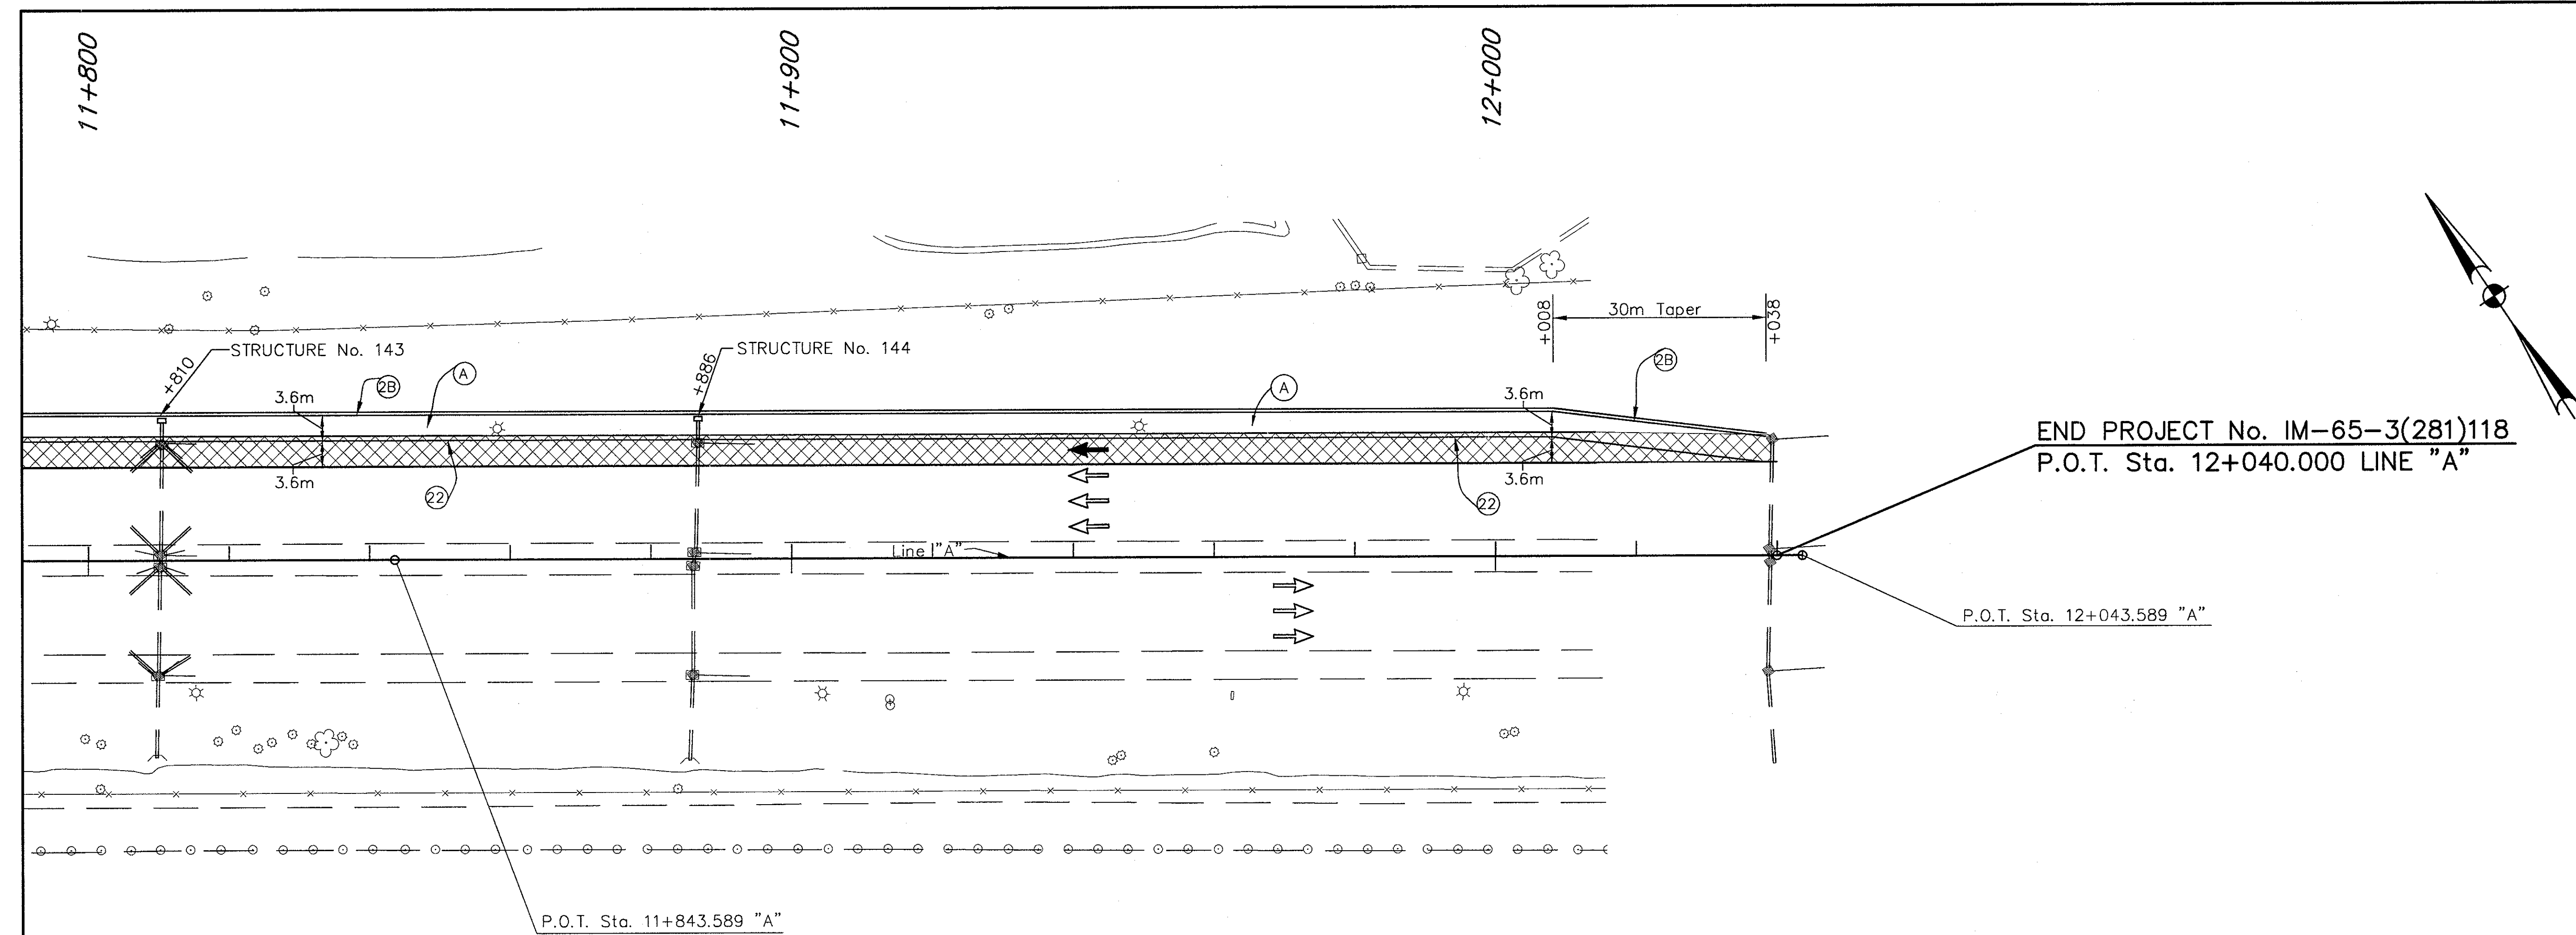 11+800
11+900
12+000
+008
30m Taper
+038
STRUCTURE No. 143
STRUCTURE No. 144
+810
+886
2B
A
A
2B
3.6m
3.6m
END PROJECT No. IM-65-3(281)118
P.O.T. Sta. 12+040.000 LINE "A"
3.6m
3.6m
22
22
Line "A"
P.O.T. Sta. 12+043.589 "A"
P.O.T. Sta. 11+843.589 "A"